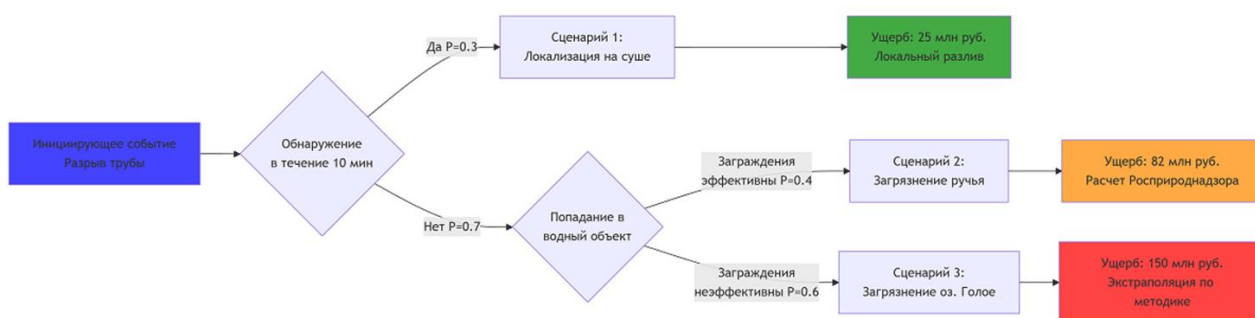 Инициирующее событие
Разрыв трубы
Обнаружение
в течение 10 мин
Да P=0.3
Сценарий 1:
Локализация на суше
Ущерб: 25 млн руб.
Локальный разлив
Нет P=0.7
Попадание в
водный объект
Заграждения
эффективны P=0.4
Сценарий 2:
Загрязнение ручья
Ущерб: 82 млн руб.
Расчет Росприроднадзора
Заграждения
неэффективны P=0.6
Сценарий 3:
Загрязнение оз. Голое
Ущерб: 150 млн руб.
Экстраполяция по
методике